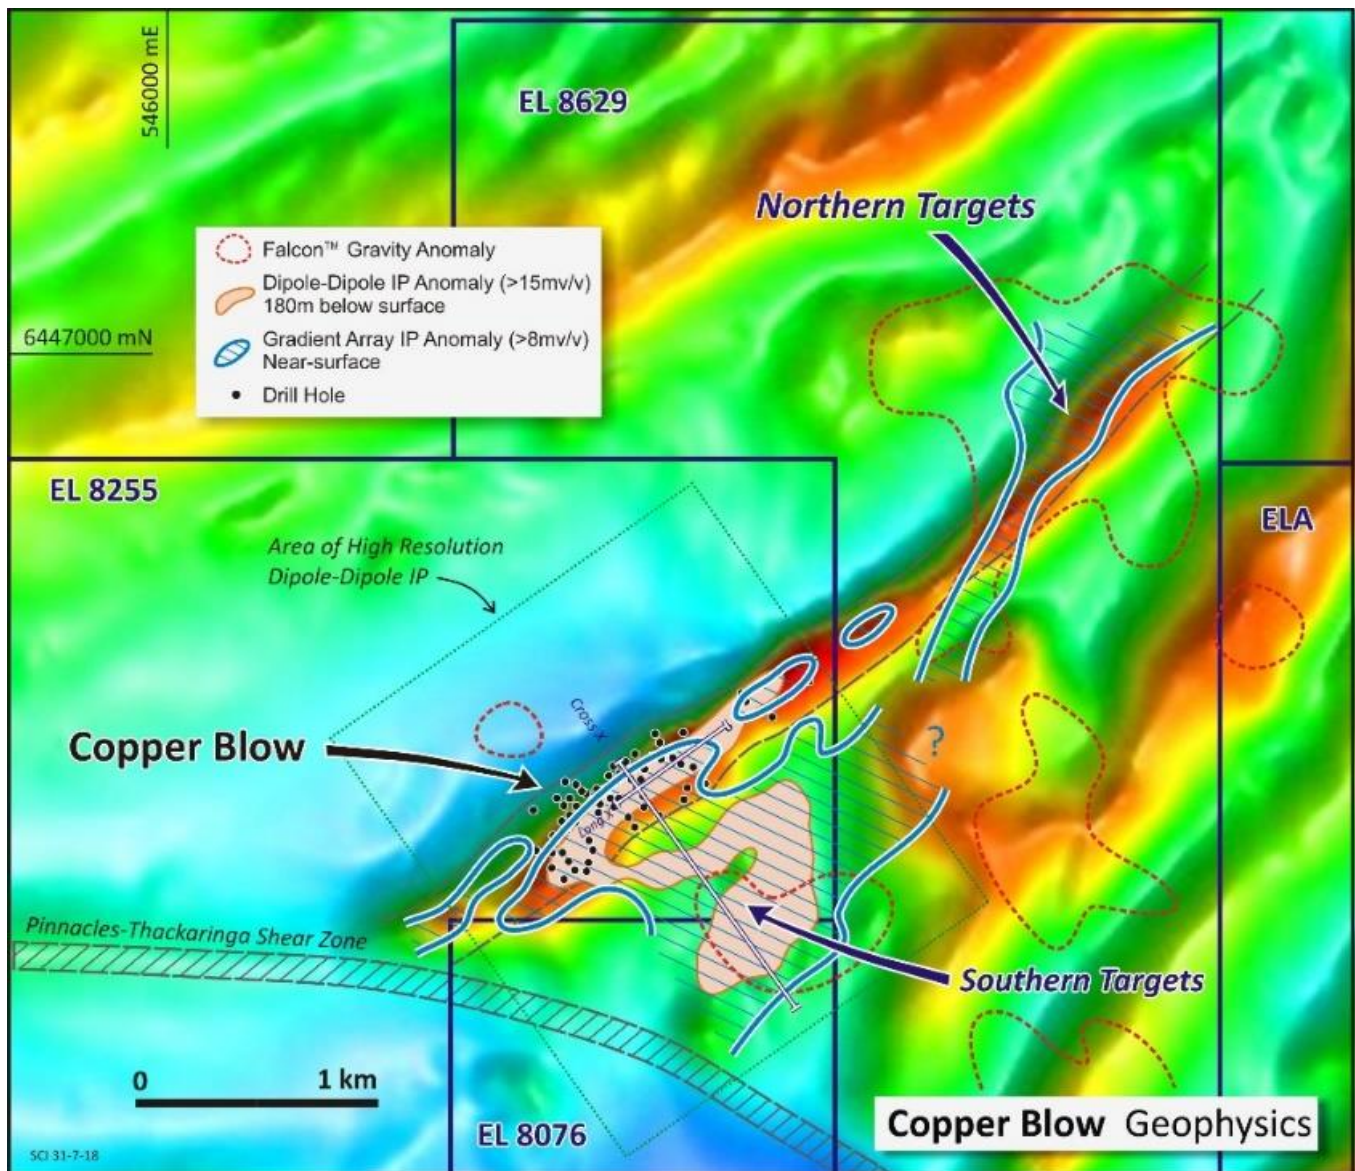 546000 mE
EL 8629
Northern Targets
Falcon™ Gravity Anomaly
Dipole-Dipole IP Anomaly (>15mv/v)
180m below surface
Gradient Array IP Anomaly (>8mv/v)
Near-surface
Drill Hole
6447000 mN
EL 8255
ELA
Area of High Resolution
Dipole-Dipole IP
Cross X
Copper Blow
?
Long X
Pinnacles-Thackaringa Shear Zone
Southern Targets
0 1 km
EL 8076
Copper Blow Geophysics
SCI 31-7-18